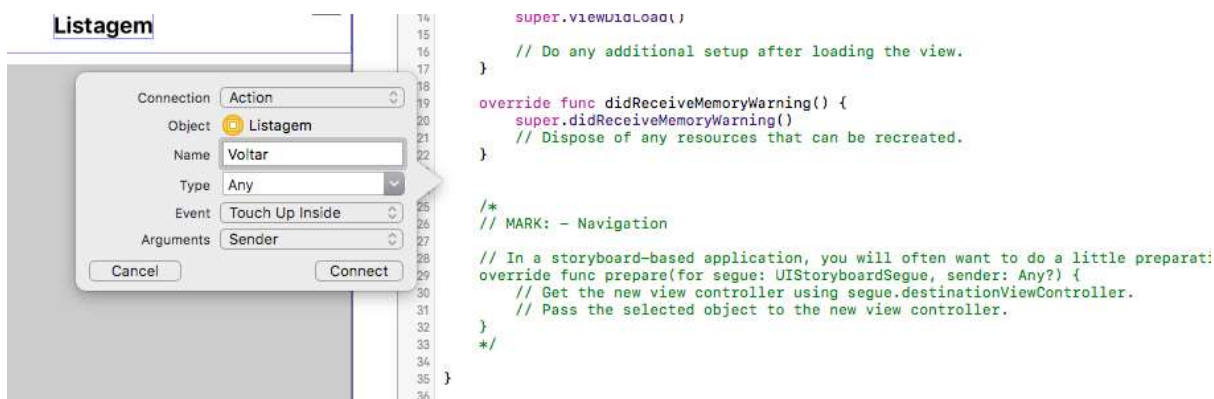 Listagem
Connection Action
Object Listagem
Name Voltar
Type Any
Event Touch Up Inside
Arguments Sender
Cancel Connect
14 super.viewDidLoad()
15
16 // Do any additional setup after loading the view.
17 }
18
19 override func didReceiveMemoryWarning() {
20 super.didReceiveMemoryWarning()
21 // Dispose of any resources that can be recreated.
22 }
25 /*
26 // MARK: - Navigation
27
28 // In a storyboard-based application, you will often want to do a little preparati
29 override func prepare(for segue: UIStoryboardSegue, sender: Any?) {
30 // Get the new view controller using segue.destinationViewController.
31 // Pass the selected object to the new view controller.
32 }
33 */
34
35 }
36